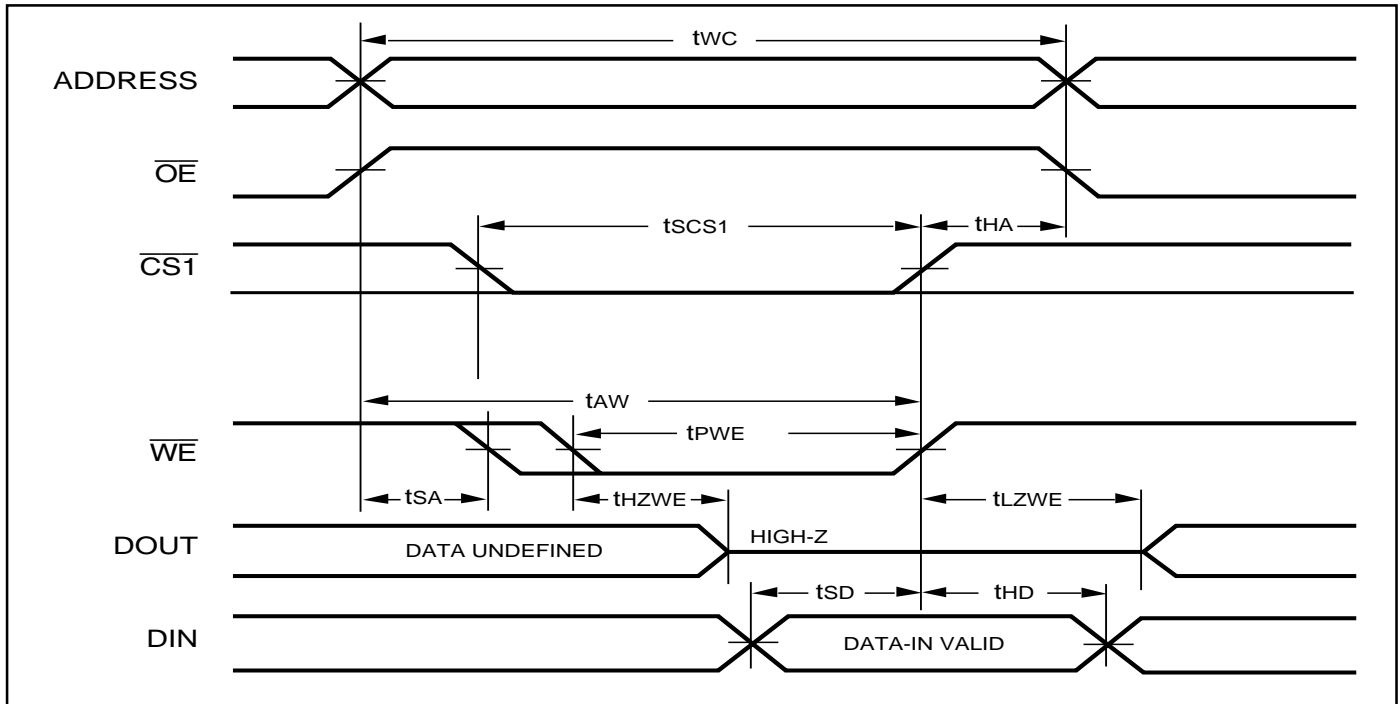 tWC
ADDRESS
OE
tSCS1
tHA
CS1
tAW
tPWE
WE
tSA
tHZWE
tLZWE
DOUT
DATA UNDEFINED
HIGH-Z
tSD
tHD
DIN
DATA-IN VALID